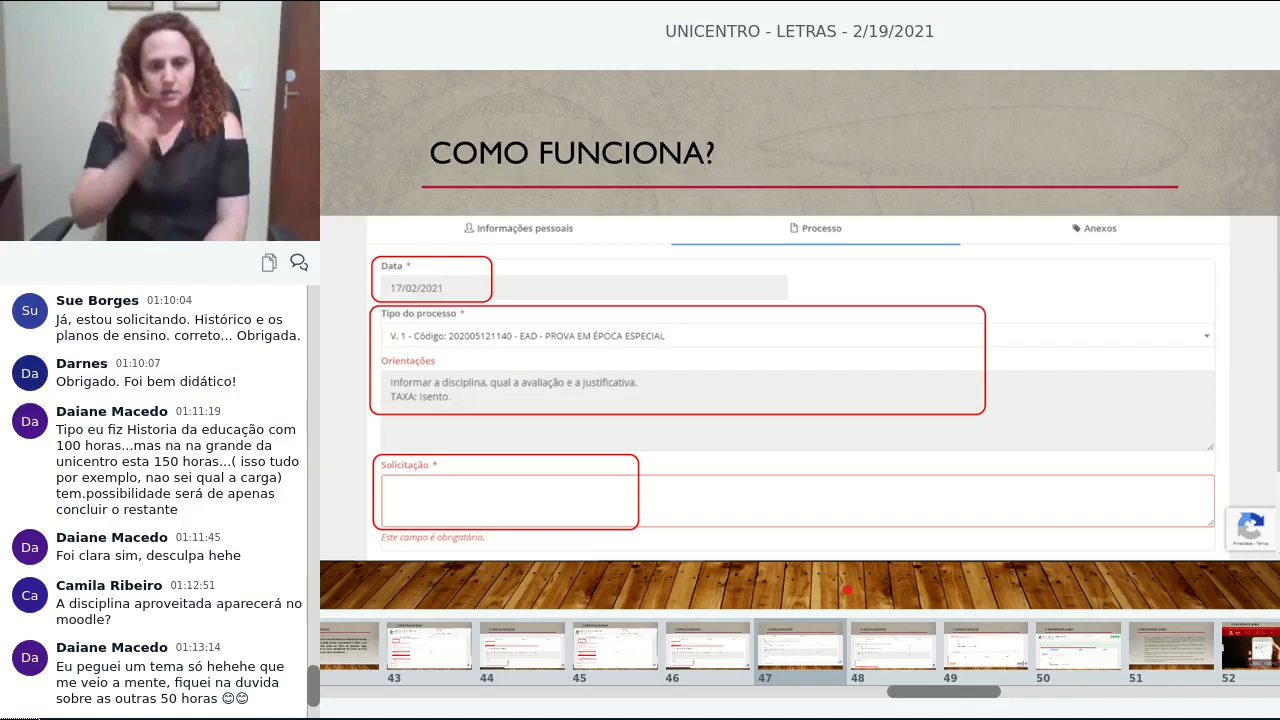 UNICENTRO - LETRAS - 2/19/2021
COMO FUNCIONA?
Informações pessoais
Processo
Anexos
Data *
17/02/2021
Tipo do processo *
V. 1 - Código: 202005121140 - EAD - PROVA EM ÉPOCA ESPECIAL
Orientações
Informar a disciplina, qual a avaliação e a justificativa.
TAXA: Isento.
Solicitação *
Este campo é obrigatório.
Su
Sue Borges 01:10:04
Já, estou solicitando. Histórico e os
planos de ensino. correto... Obrigada.
Da
Darnes 01:10:07
Obrigado. Foi bem didático!
Da
Daiane Macedo 01:11:19
Tipo eu fiz Historia da educação com
100 horas...mas na na grande da
unicentro esta 150 horas...( isso tudo
por exemplo, nao sei qual a carga)
tem.possibilidade será de apenas
concluir o restante
Da
Daiane Macedo 01:11:45
Foi clara sim, desculpa hehe
Ca
Camila Ribeiro 01:12:51
A disciplina aproveitada aparecerá no
moodle?
Da
Daiane Macedo 01:13:14
Eu peguei um tema só hehehe que
me veio a mente, fiquei na duvida
sobre as outras 50 horas 😊😊
43
44
45
46
47
48
49
50
51
52